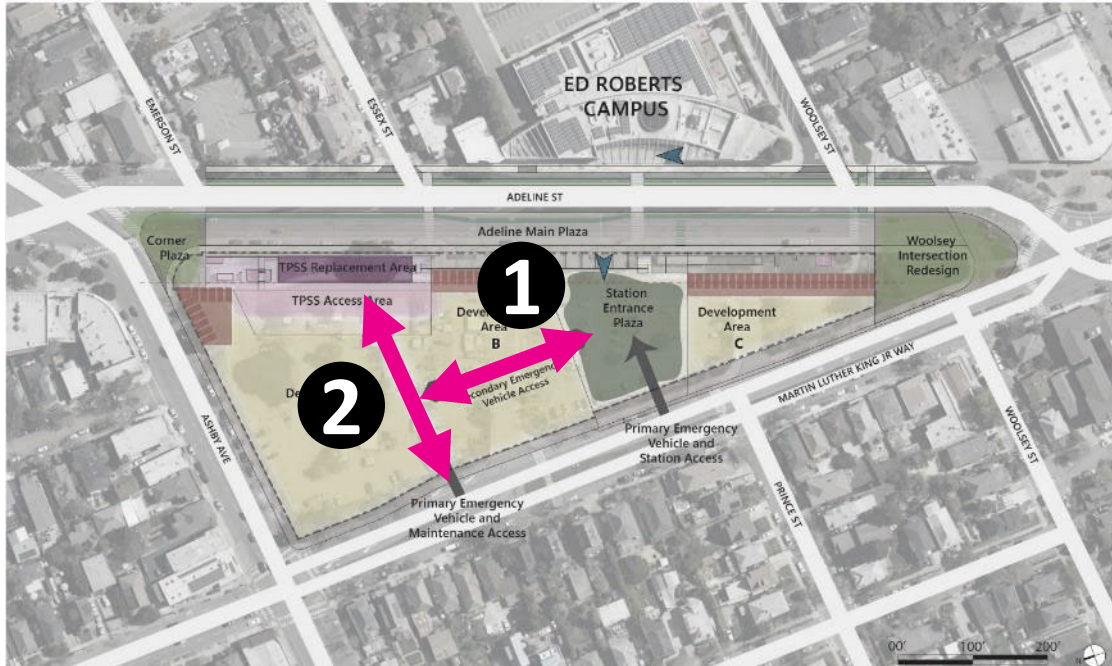 ED ROBERTS
CAMPUS
EMERSON ST
ESSEX ST
WOOLSEY ST
ADELINE ST
Adeline Main Plaza
Corner
Plaza
Woolsey
Intersection
Redesign
TPSS Replacement Area
TPSS Access Area
1
Station
Entrance
Plaza
Area
B
Development
Area
C
2
Vehicle Access
MARTIN LUTHER KING JR WAY
ASHBY AVE
Primary Emergency
Vehicle and
Station Access
Primary Emergency
Vehicle and
Maintenance Access
PRINCE ST
WOOLSEY ST
00' 100' 200'